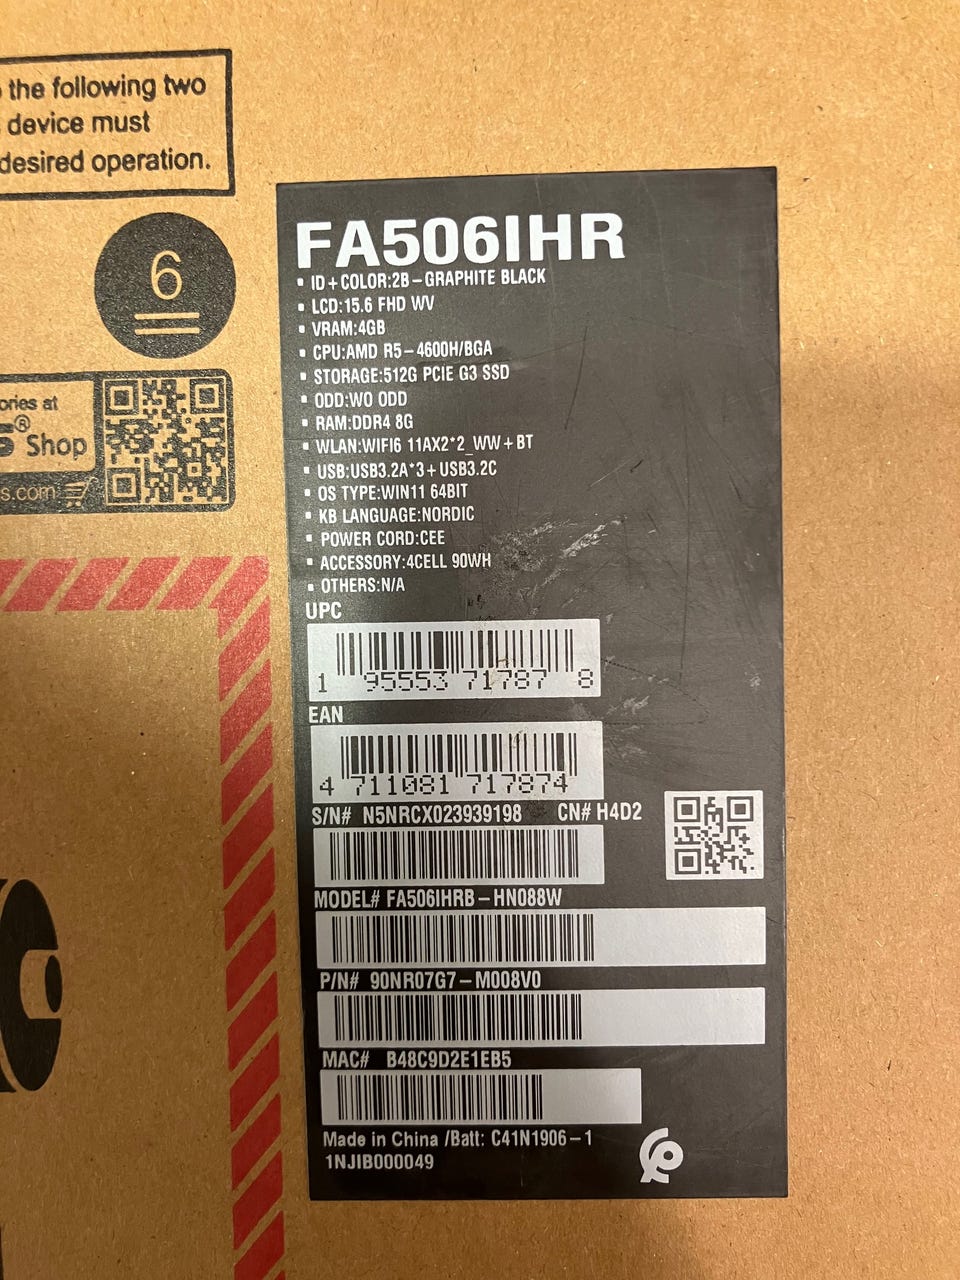 the following two
device must
desired operation.
6
ories at
S® Shop
s.com
FA506IHR
▪ ID+COLOR:2B-GRAPHITE BLACK
▪ LCD:15.6 FHD WV
▪ VRAM:4GB
▪ CPU:AMD R5-4600H/BGA
▪ STORAGE:512G PCIE G3 SSD
▪ ODD:WO ODD
▪ RAM:DDR4 8G
▪ WLAN:WIFI6 11AX2*2_WW+BT
▪ USB:USB3.2A*3+USB3.2C
▪ OS TYPE:WIN11 64BIT
▪ KB LANGUAGE:NORDIC
▪ POWER CORD:CEE
▪ ACCESSORY:4CELL 90WH
▪ OTHERS:N/A
UPC
1 95553 71787 8
EAN
4 711081 717874
S/N# N5NRCX023939198 CN# H4D2
MODEL# FA506IHRB-HN088W
P/N# 90NR07G7-M008V0
MAC# B48C9D2E1EB5
Made in China /Batt: C41N1906-1
1NJIB000049